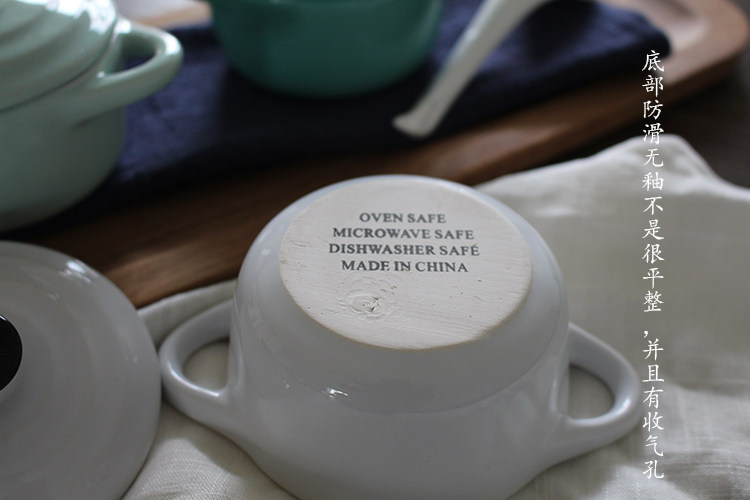 OVEN SAFE
MICROWAVE SAFE
DISHWASHER SAFE
MADE IN CHINA
底部防滑无釉不是很平整,并且有收气孔